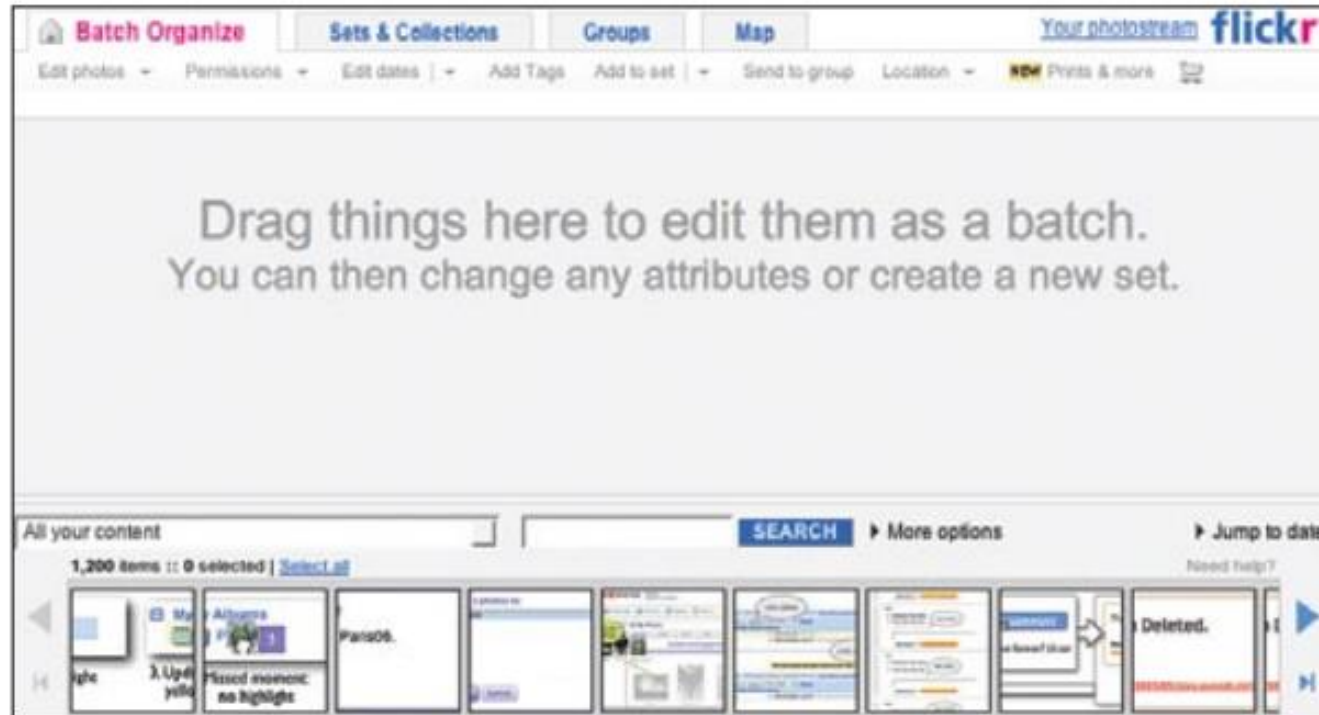 Batch Organize Sets & Collections Groups Map Your photostream flickr
Edit photos Permissions Edit dates | Add Tags Add to set | Send to group Location NEW Prints & more
Drag things here to edit them as a batch.
You can then change any attributes or create a new set.
All your content SEARCH More options Jump to date
1,200 items :: 0 selected | Select all Need help?
Albums
Paris06.
Deleted.
Missed moment:
no highlight